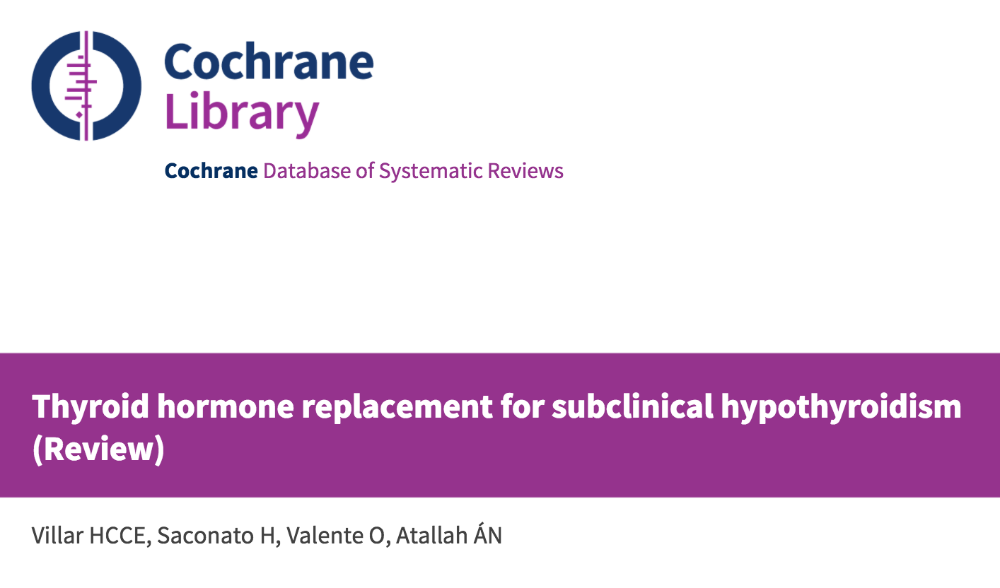 Cochrane
Library
Cochrane Database of Systematic Reviews
Thyroid hormone replacement for subclinical hypothyroidism
(Review)
Villar HCCE, Saconato H, Valente O, Atallah ÁN